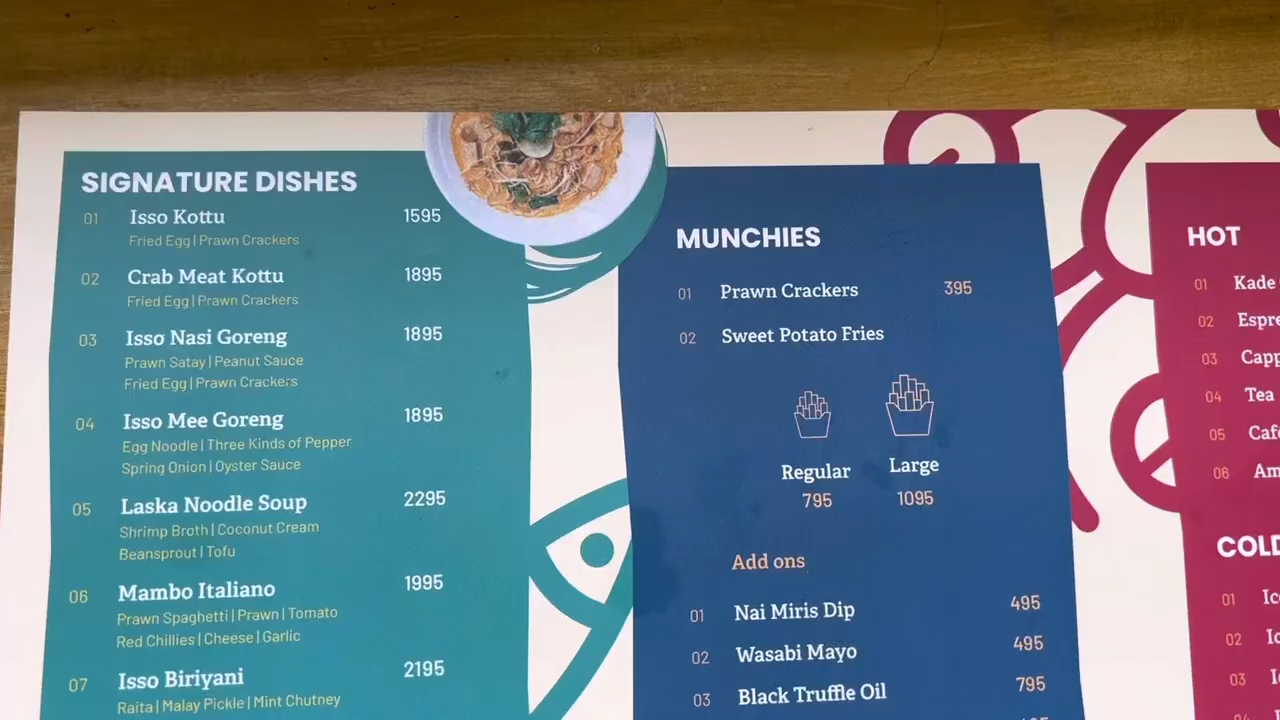 SIGNATURE DISHES
01 Isso Kottu 1595
Fried Egg | Prawn Crackers
02 Crab Meat Kottu 1895
Fried Egg | Prawn Crackers
03 Isso Nasi Goreng 1895
Prawn Satay | Peanut Sauce
Fried Egg | Prawn Crackers
04 Isso Mee Goreng 1895
Egg Noodle | Three Kinds of Pepper
Spring Onion | Oyster Sauce
05 Laska Noodle Soup 2295
Shrimp Broth | Coconut Cream
Beansprout | Tofu
06 Mambo Italiano 1995
Prawn Spaghetti | Prawn | Tomato
Red Chillies | Cheese | Garlic
07 Isso Biriyani 2195
Raita | Malay Pickle | Mint Chutney
MUNCHIES
01 Prawn Crackers 395
02 Sweet Potato Fries
Regular Large
795 1095
Add ons
01 Nai Miris Dip 495
02 Wasabi Mayo 495
03 Black Truffle Oil 795
HOT
01 Kade
02
03
04 Tea
05
06
COLD
01
02
03
04